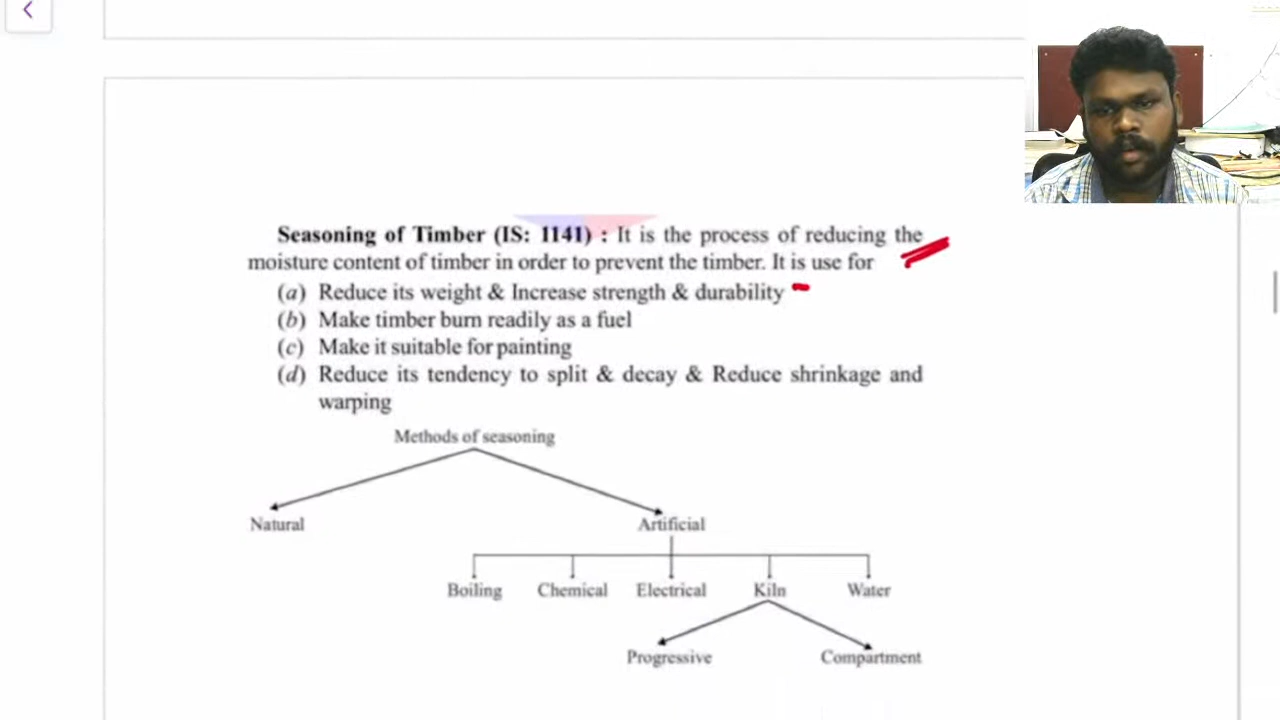 Seasoning of Timber (IS: 1141) : It is the process of reducing the
moisture content of timber in order to prevent the timber. It is use for
(a) Reduce its weight & Increase strength & durability
(b) Make timber burn readily as a fuel
(c) Make it suitable for painting
(d) Reduce its tendency to split & decay & Reduce shrinkage and
warping
Methods of seasoning
Natural
Artificial
Boiling
Chemical
Electrical
Kiln
Water
Progressive
Compartment